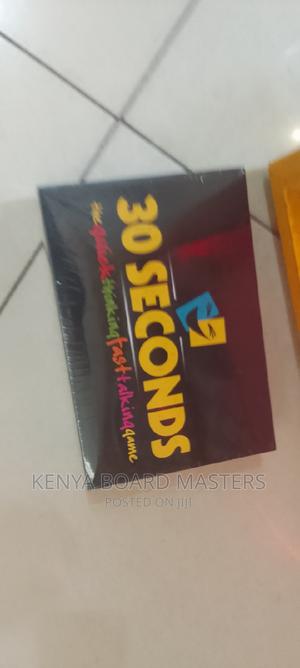 30 SECONDS
the quick thinking fast talking game
KENYA BOARD MASTERS
POSTED ON JIJI